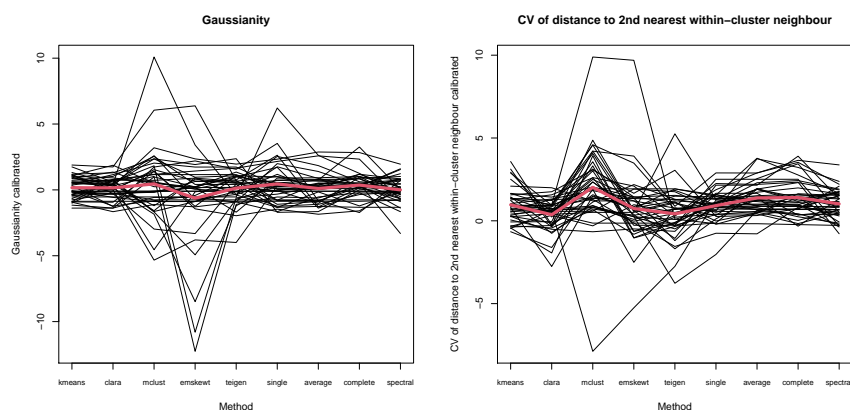 Gaussianity
Gaussianity calibrated
10
5
0
−5
−10
kmeans clara mclust emskewt teigen single average complete spectral
Method
CV of distance to 2nd nearest within−cluster neighbour
CV of distance to 2nd nearest within−cluster neighbour calibrated
10
5
0
−5
kmeans clara mclust emskewt teigen single average complete spectral
Method